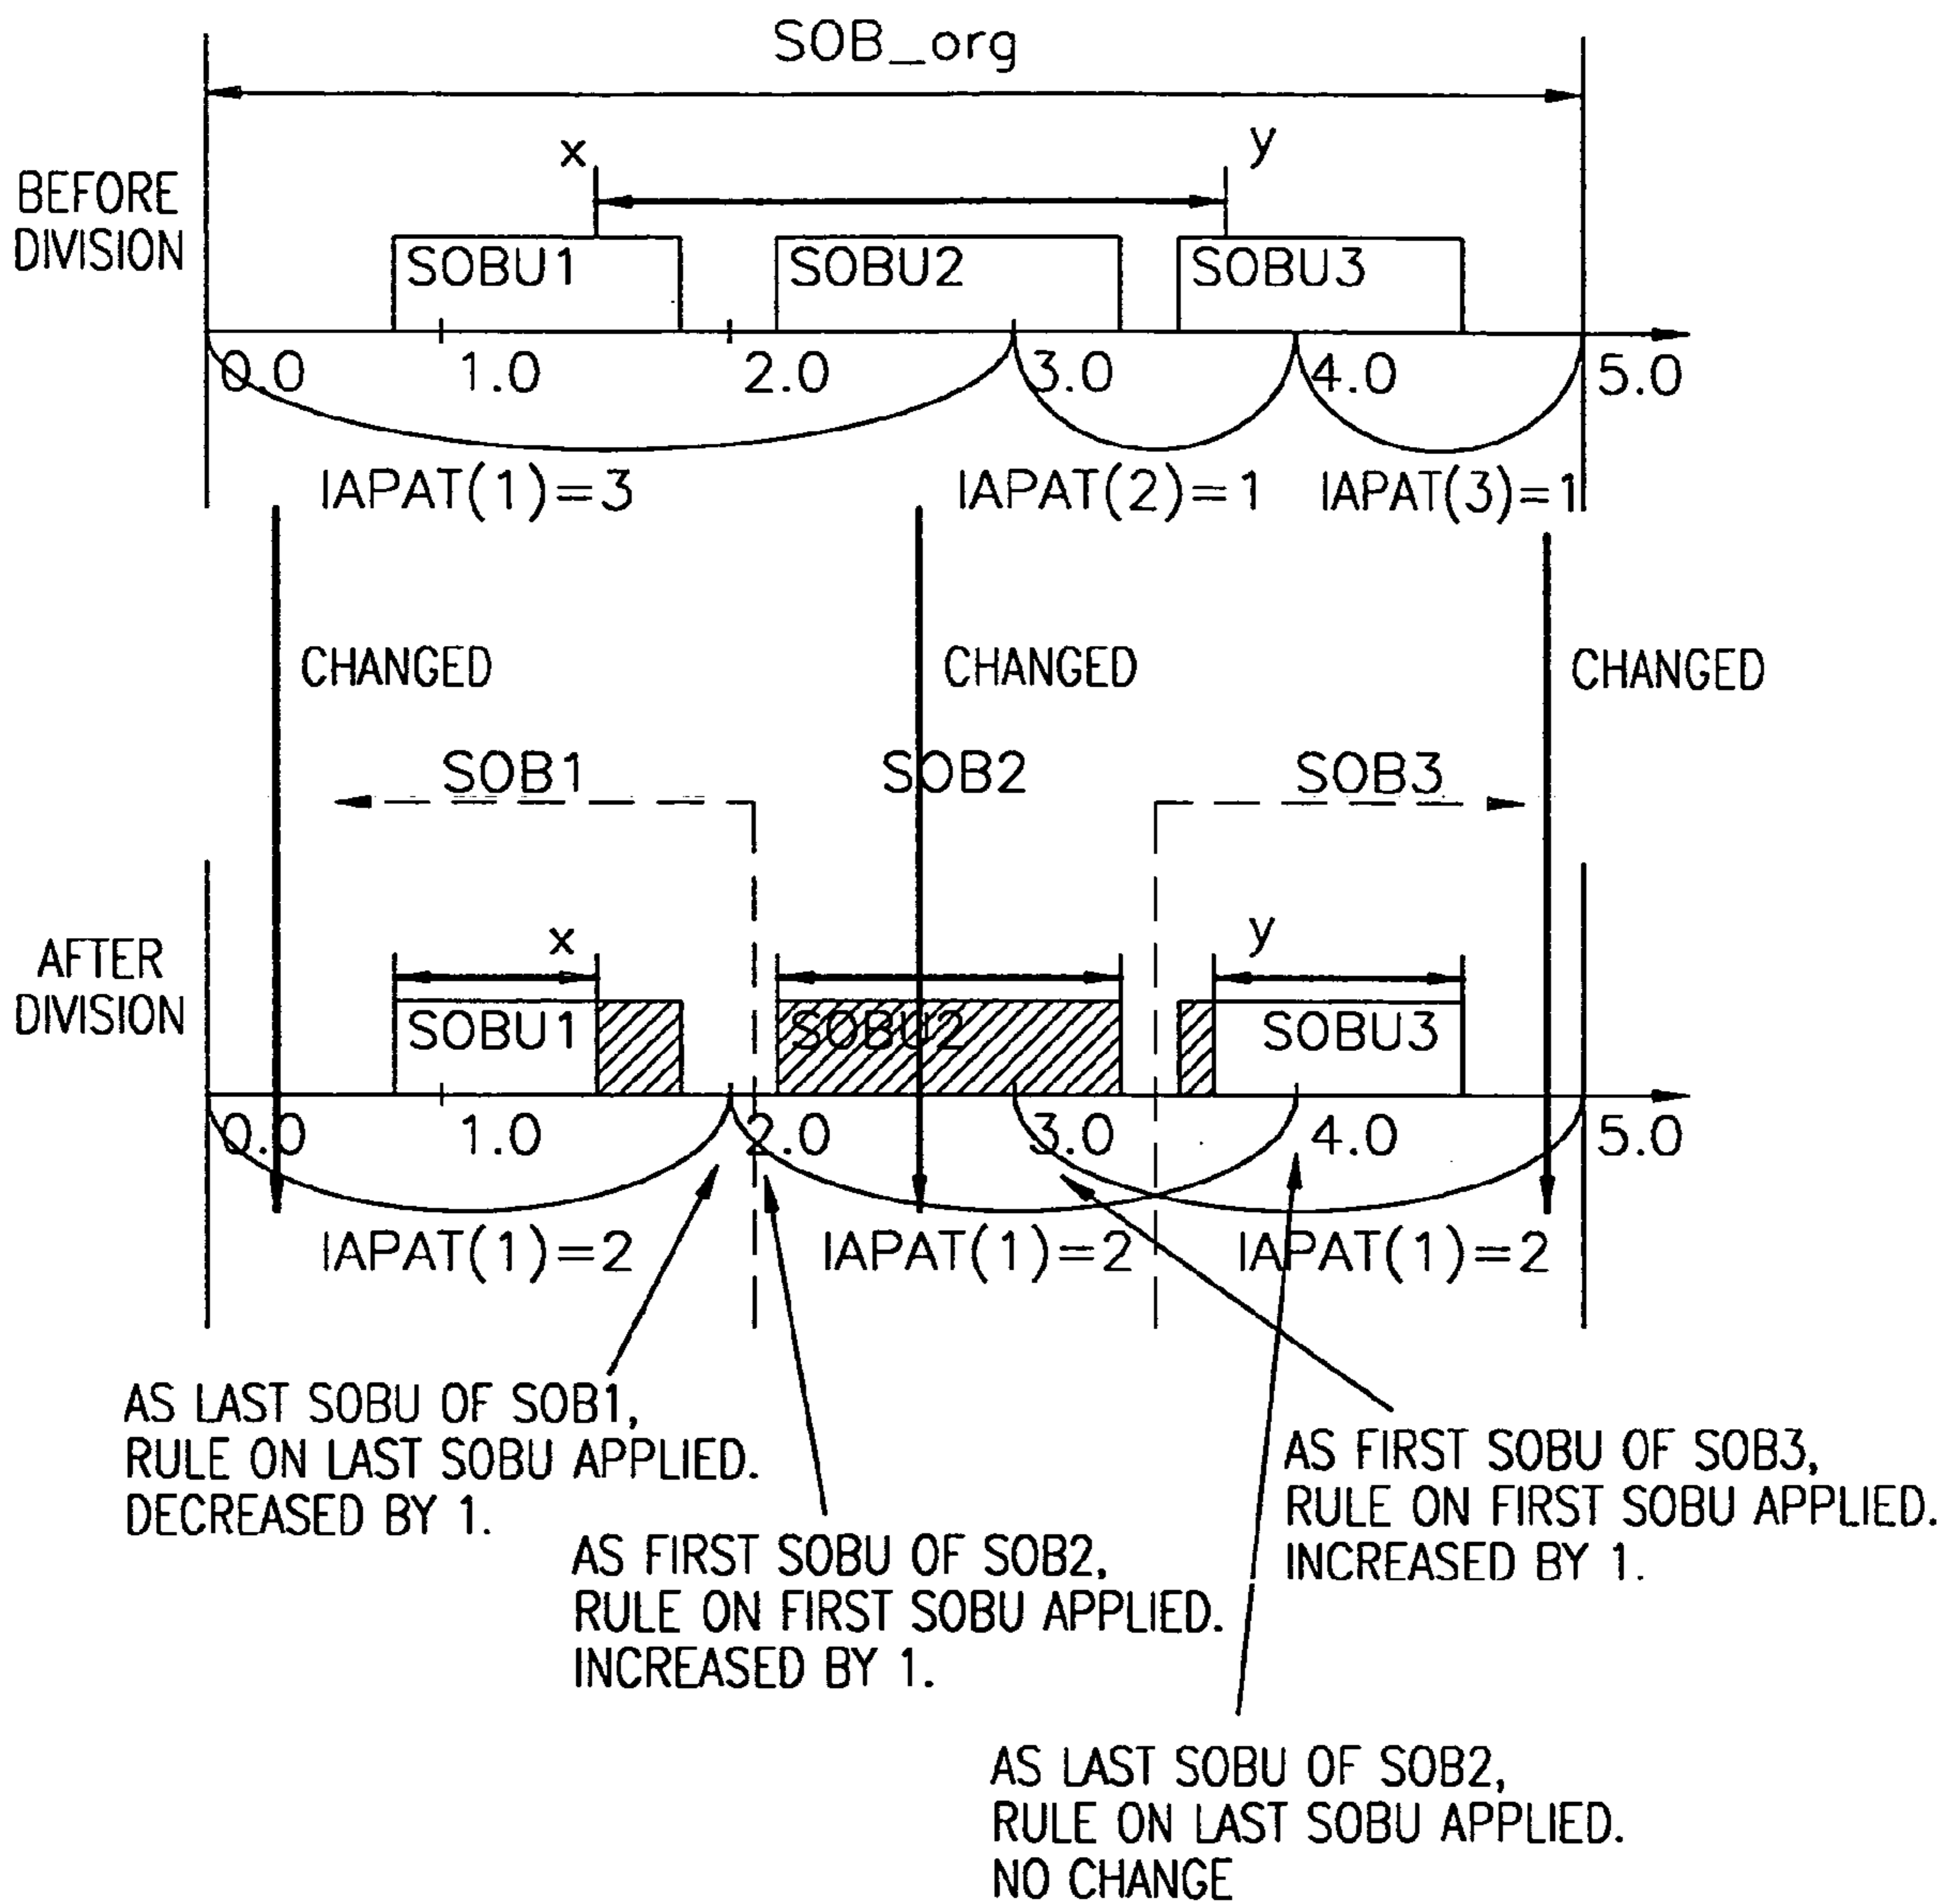 SOB_org
x
y
BEFORE
DIVISION
SOBU1
SOBU2
SOBU3
0.0
1.0
2.0
3.0
4.0
5.0
IAPAT(1)=3
IAPAT(2)=1
IAPAT(3)=1
CHANGED
CHANGED
CHANGED
SOB1
SOB2
SOB3
AFTER
DIVISION
x
y
SOBU1
SOBU2
SOBU3
0.0
1.0
2.0
3.0
4.0
5.0
IAPAT(1)=2
IAPAT(1)=2
IAPAT(1)=2
AS LAST SOBU OF SOB1,
RULE ON LAST SOBU APPLIED.
DECREASED BY 1.
AS FIRST SOBU OF SOB2,
RULE ON FIRST SOBU APPLIED.
INCREASED BY 1.
AS FIRST SOBU OF SOB3,
RULE ON FIRST SOBU APPLIED.
INCREASED BY 1.
AS LAST SOBU OF SOB2,
RULE ON LAST SOBU APPLIED.
NO CHANGE